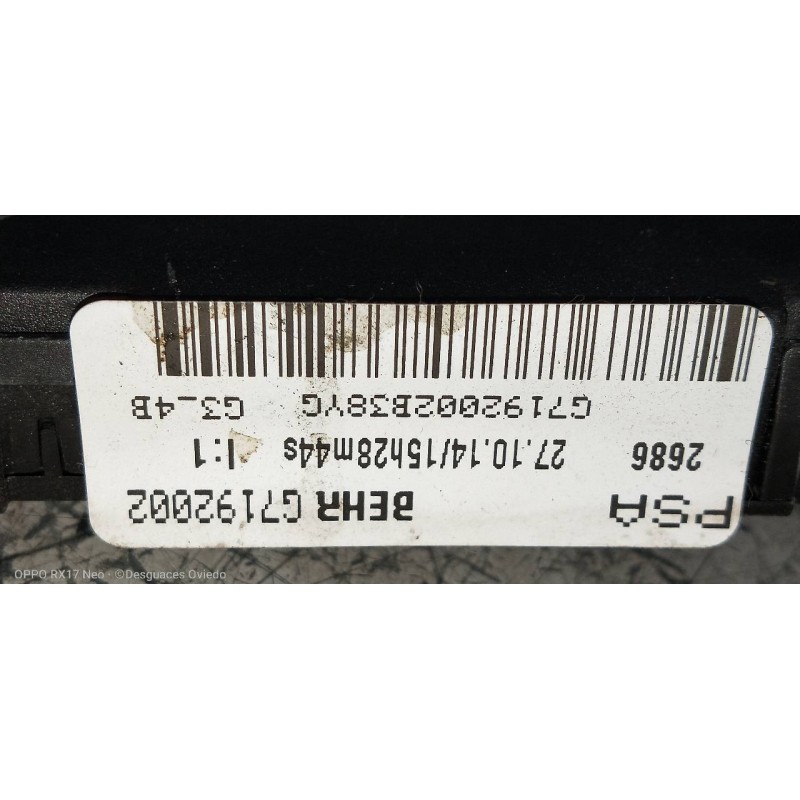 PSA BEHR G7192002
2686 27.10.14/15h28m44s I:1
G7192002B38YG G3_4B
OPPO RX17 Neo • ©Desguaces Oviedo